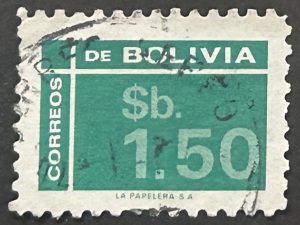 CORREOS
DE BOLIVIA
$b.
1.50
LA PAPELERA S A